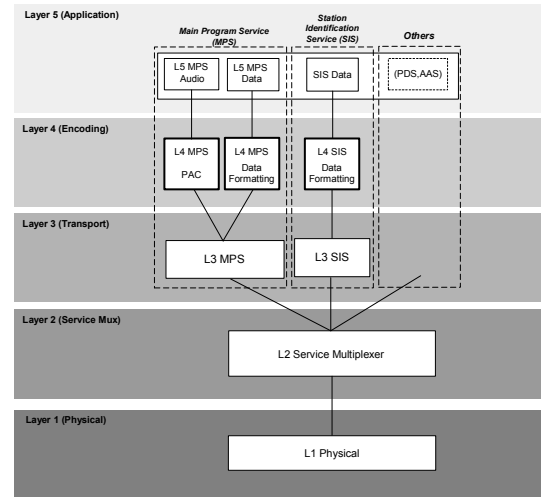 Layer 5 (Application)
Main Program Service
(MPS)
Station
Identification
Service (SIS)
Others
L5 MPS
Audio
L5 MPS
Data
SIS Data
(PDS,AAS)
Layer 4 (Encoding)
L4 MPS
PAC
L4 MPS
Data
Formatting
L4 SIS
Data
Formatting
Layer 3 (Transport)
L3 MPS
L3 SIS
Layer 2 (Service Mux)
L2 Service Multiplexer
Layer 1 (Physical)
L1 Physical